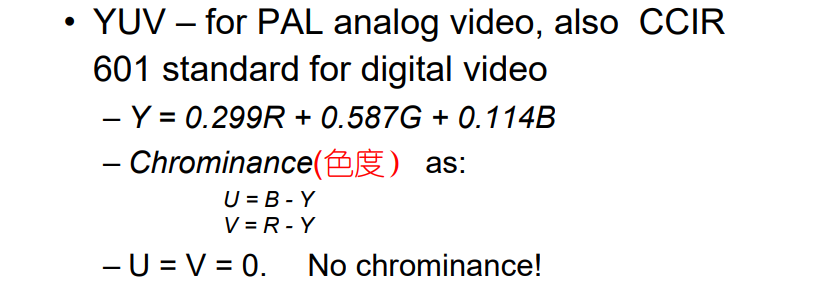 • YUV – for PAL analog video, also CCIR
601 standard for digital video
– Y = 0.299R + 0.587G + 0.114B
– Chrominance(色度） as:
U = B - Y
V = R - Y
– U = V = 0. No chrominance!